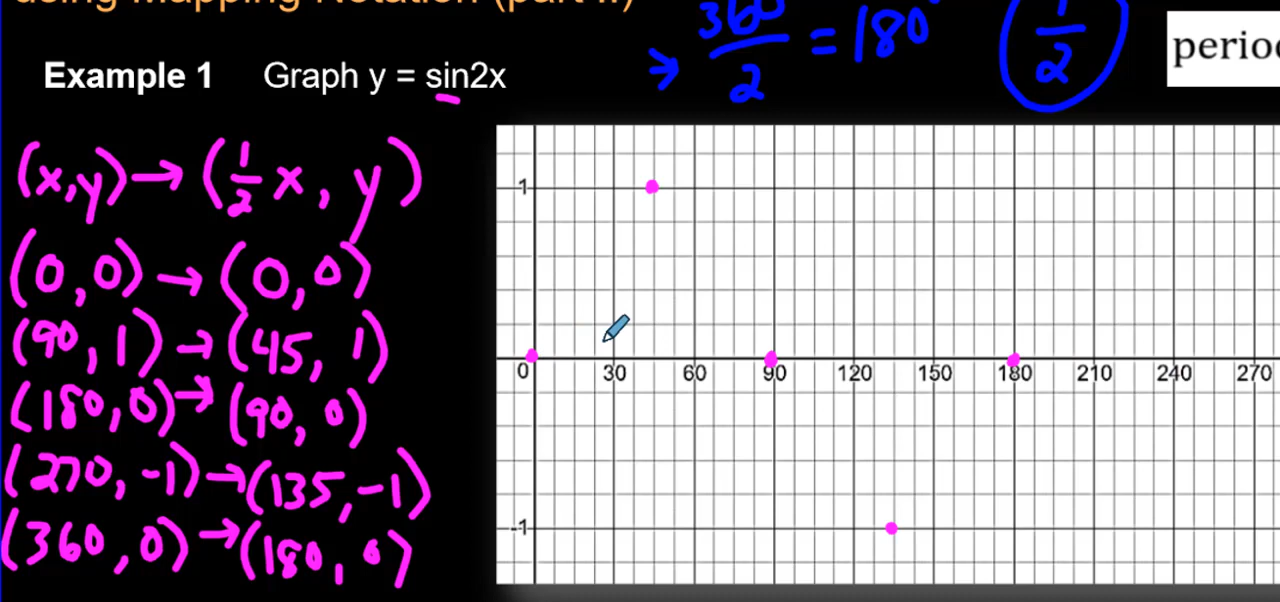 using Mapping Notation (part II)
→ 360/2 = 180° 1/2
perio
Example 1 Graph y = sin2x
(x,y) → (1/2 x, y)
(0,0) → (0,0)
(90,1) → (45, 1)
(180,0) → (90, 0)
(270,-1) → (135,-1)
(360,0) → (180, 0)
1
0 30 60 90 120 150 180 210 240 270
-1